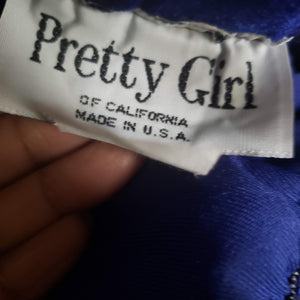 Pretty Girl
OF CALIFORNIA
MADE IN U.S.A.